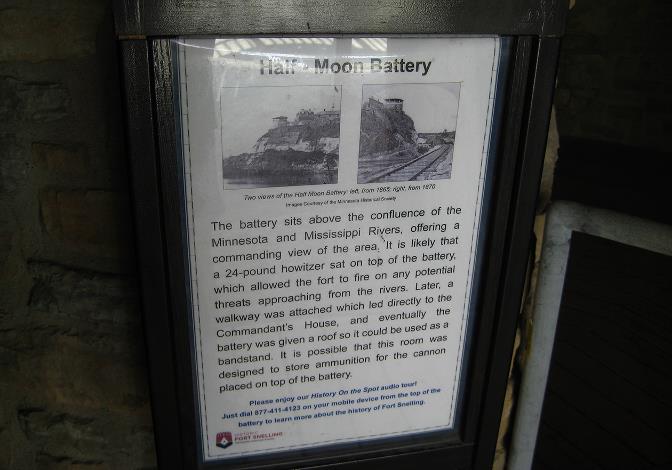 Half - Moon Battery
Two views of the Half Moon Battery: left, from 1865; right, from 1870
Images Courtesy of the Minnesota Historical Society
The battery sits above the confluence of the
Minnesota and Mississippi Rivers, offering a
commanding view of the area. It is likely that
a 24-pound howitzer sat on top of the battery,
which allowed the fort to fire on any potential
threats approaching from the rivers. Later, a
walkway was attached which led directly to the
Commandant's House, and eventually the
battery was given a roof so it could be used as a
bandstand. It is possible that this room was
designed to store ammunition for the cannon
placed on top of the battery.
Please enjoy our History On the Spot audio tour!
Just dial 877-411-4123 on your mobile device from the top of the
battery to learn more about the history of Fort Snelling.
HISTORIC
FORT SNELLING